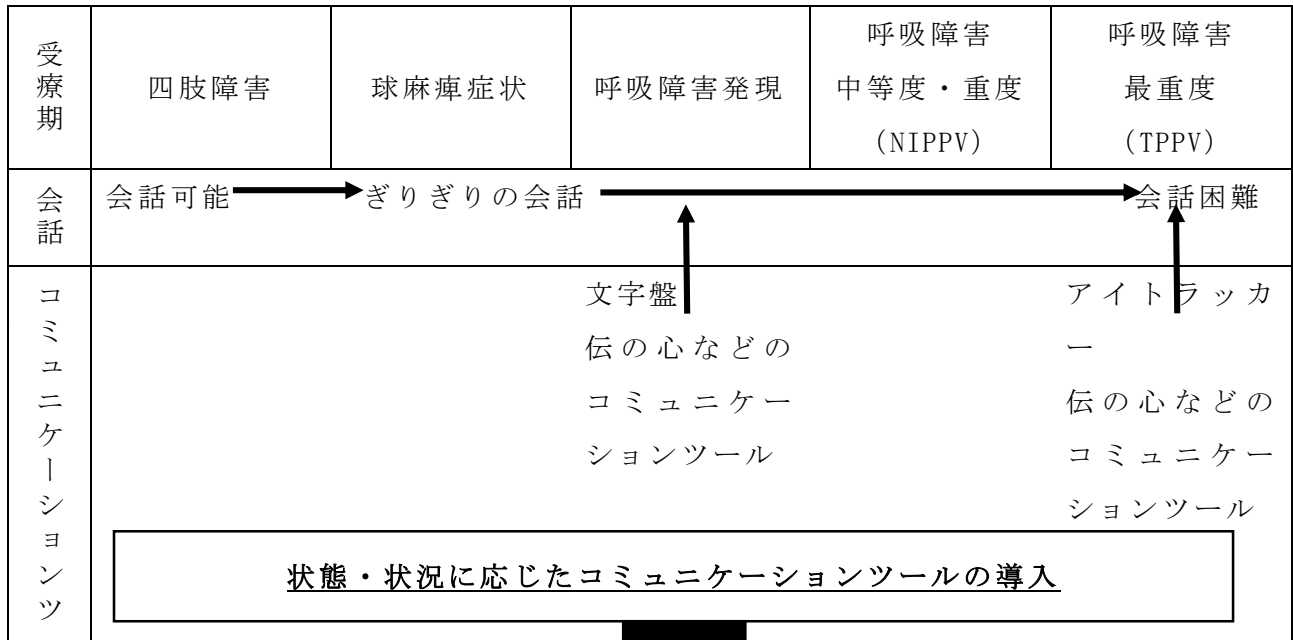 受療期
四肢障害
球麻痺症状
呼吸障害発現
呼吸障害
中等度・重度
(NIPPV)
呼吸障害
最重度
(TPPV)
会話
会話可能
ぎりぎりの会話
会話困難
コミュニケーションツ
文字盤
伝の心などの
コミュニケー
ションツール
アイトラッカ
ー
伝の心などの
コミュニケー
ションツール
状態・状況に応じたコミュニケーションツールの導入